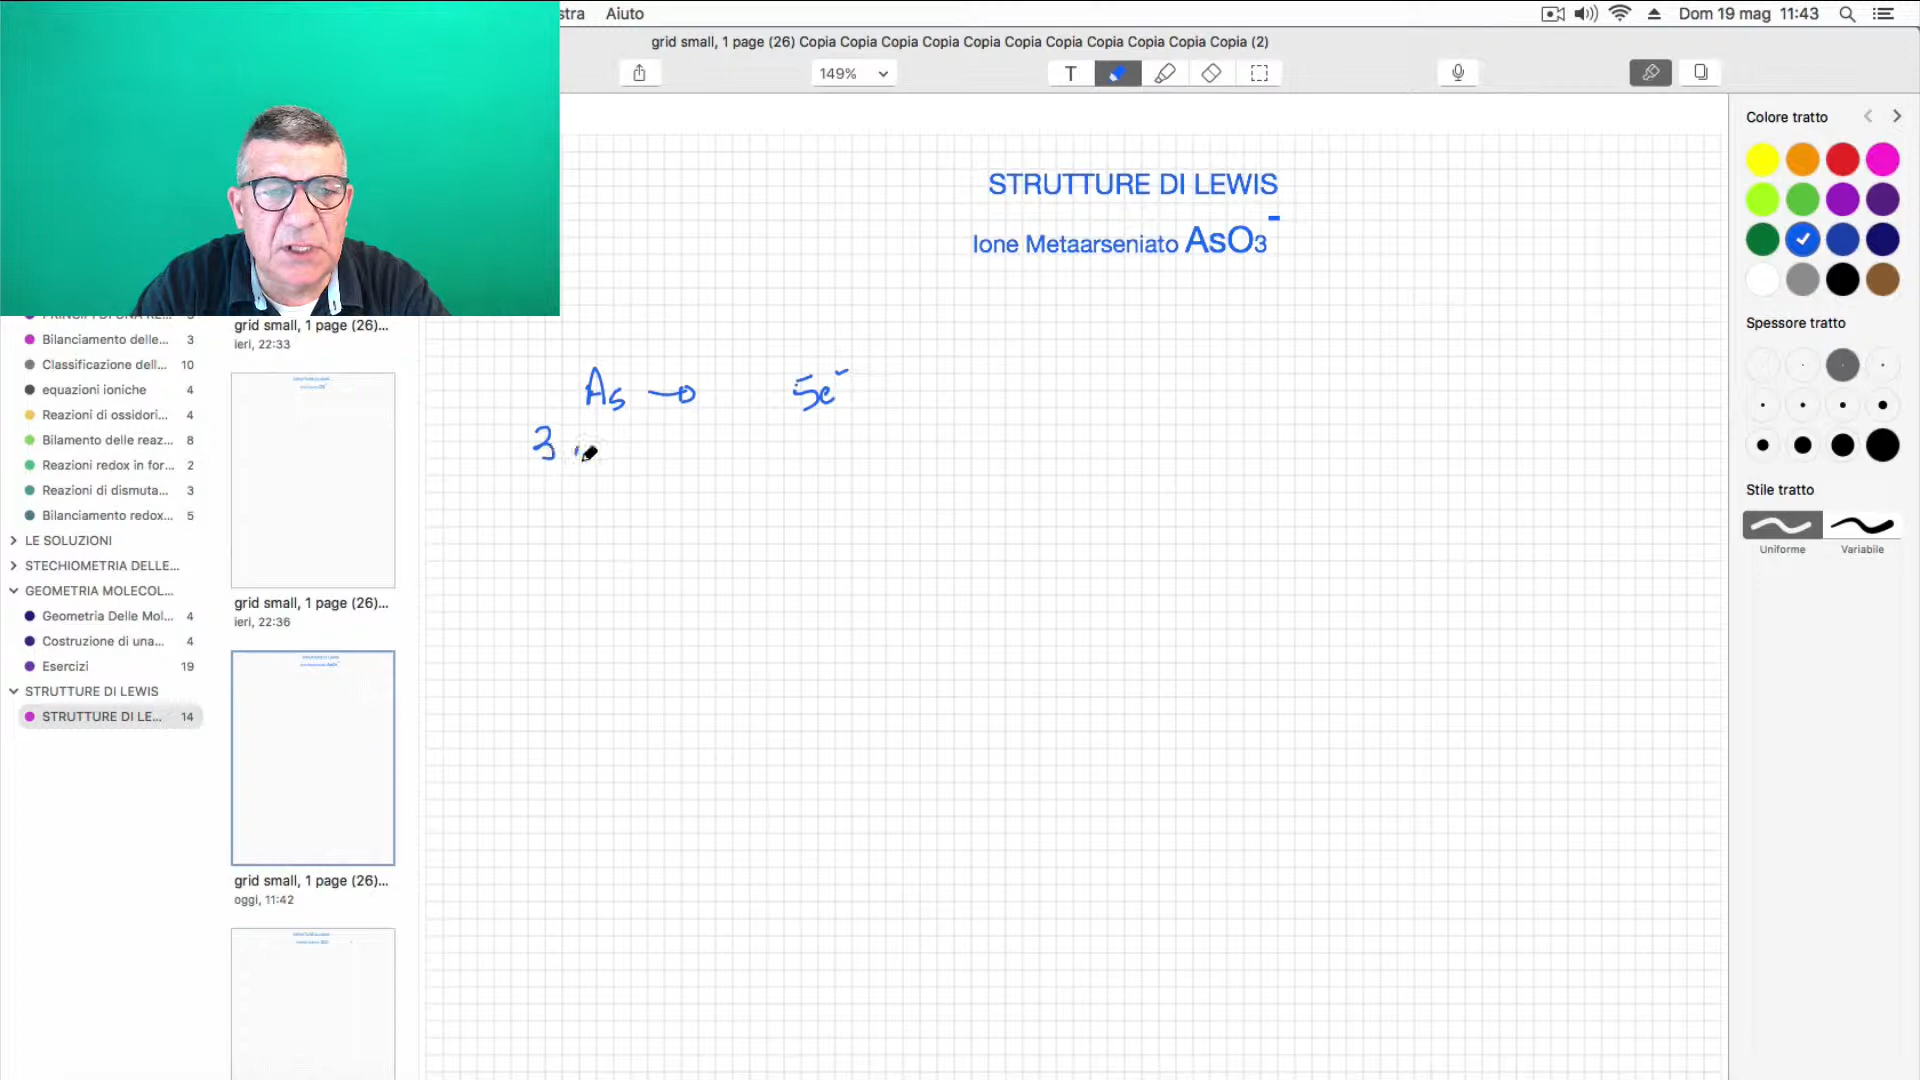 stra Aiuto
Dom 19 mag 11:43
grid small, 1 page (26) Copia Copia Copia Copia Copia Copia Copia Copia Copia Copia Copia (2)
149%
T
STRUTTURE DI LEWIS
Ione Metaarseniato AsO3-
As 5e-
3
Bilanciamento delle... 3
Classificazione dell... 10
equazioni ioniche 4
Reazioni di ossidori... 4
Bilamento delle reaz... 8
Reazioni redox in for... 2
Reazioni di dismuta... 3
Bilanciamento redox... 5
LE SOLUZIONI
STECHIOMETRIA DELLE...
GEOMETRIA MOLECOL...
Geometria Delle Mol... 4
Costruzione di una... 4
Esercizi 19
STRUTTURE DI LEWIS
STRUTTURE DI LE... 14
grid small, 1 page (26)...
ieri, 22:33
grid small, 1 page (26)...
ieri, 22:36
grid small, 1 page (26)...
oggi, 11:42
Colore tratto
Spessore tratto
Stile tratto
Uniforme Variabile